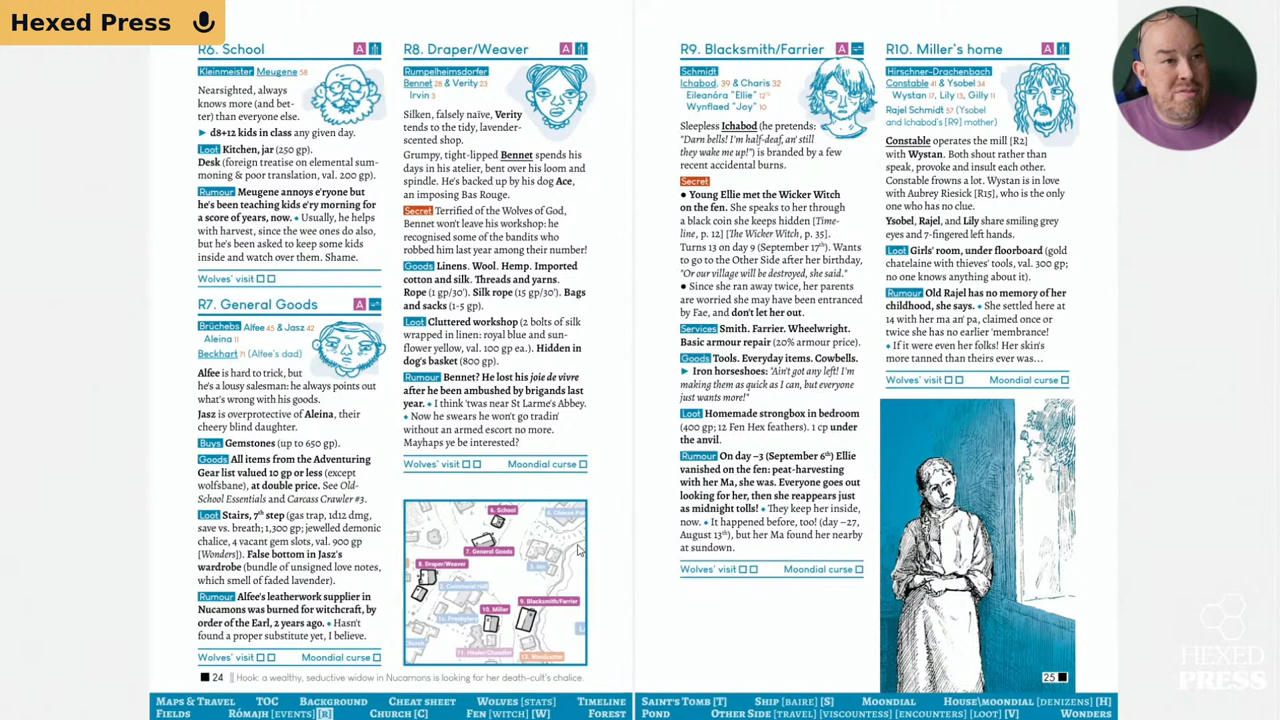 Hexed Press
R6. School
A
Kleinmeister Meugene 58
Nearsighted, always
knows more (and bet-
ter) than everyone else.
► d8+12 kids in class any given day.
Loot Kitchen, jar (250 gp).
Desk (foreign treatise on elemental sum-
moning & poor translation, val. 200 gp).
Rumour Meugene annoys e'ryone but
he's been teaching kids e'ry morning for
a score of years, now. ◆ Usually, he helps
with harvest, since the wee ones do also,
but he's been asked to keep some kids
inside and watch over them. Shame.
Wolves' visit □ □
R7. General Goods
A
Brüchebs Alfee 45 & Jasz 42
Aleina 11
Beckhart 71 (Alfee's dad)
Alfee is hard to trick, but
he's a lousy salesman: he always points out
what's wrong with his goods.
Jasz is overprotective of Aleina, their
cheery blind daughter.
Buys Gemstones (up to 650 gp).
Goods All items from the Adventuring
Gear list valued 10 gp or less (except
wolfsbane), at double price. See Old-
School Essentials and Carcass Crawler #3.
Loot Stairs, 7th step (gas trap, 1d12 dmg,
save vs. breath; 1,300 gp; jewelled demonic
chalice, 4 vacant gem slots, val. 900 gp
[Wonders]). False bottom in Jasz's
wardrobe (bundle of unsigned love notes,
which smell of faded lavender).
Rumour Alfee's leatherwork supplier in
Nucamons was burned for witchcraft, by
order of the Earl, 2 years ago. ◆ Hasn't
found a proper substitute yet, I believe.
Wolves' visit □ □ Moondial curse □
R8. Draper/Weaver
A
Rumpelheimsdorfer
Bennet 28 & Verity 23
Irvin 3
Silken, falsely naïve, Verity
tends to the tidy, lavender-
scented shop.
Grumpy, tight-lipped Bennet spends his
days in his atelier, bent over his loom and
spindle. He's backed up by his dog Ace,
an imposing Bas Rouge.
Secret Terrified of the Wolves of God,
Bennet won't leave his workshop: he
recognised some of the bandits who
robbed him last year among their number!
Goods Linens. Wool. Hemp. Imported
cotton and silk. Threads and yarns.
Rope (1 gp/30'). Silk rope (15 gp/30'). Bags
and sacks (1-5 gp).
Loot Cluttered workshop (2 bolts of silk
wrapped in linen: royal blue and sun-
flower yellow, val. 100 gp ea.). Hidden in
dog's basket (800 gp).
Rumour Bennet? He lost his joie de vivre
after he been ambushed by brigands last
year. ◆ I think 'twas near St Larme's Abbey.
◆ Now he swears he won't go tradin'
without an armed escort no more.
Mayhaps ye be interested?
Wolves' visit □ □ Moondial curse □
6. School
7. General Goods
8. Draper/Weaver
9. Blacksmith/Farrier
10. Miller
11. Healer/Chandler
24 || Hook: a wealthy, seductive widow in Nucamons is looking for her death-cult's chalice.
R9. Blacksmith/Farrier
A
Schmidt
Ichabod, 39 & Charis 32
Eileanóra "Ellie" 12
Wynflaed "Joy" 10
Sleepless Ichabod (he pretends:
"Darn bells! I'm half-deaf, an' still
they wake me up!") is branded by a few
recent accidental burns.
Secret
● Young Ellie met the Wicker Witch
on the fen. She speaks to her through
a black coin she keeps hidden [Time-
line, p. 12] [The Wicker Witch, p. 35].
Turns 13 on day 9 (September 17th). Wants
to go to the Other Side after her birthday,
"Or our village will be destroyed, she said."
● Since she ran away twice, her parents
are worried she may have been entranced
by Fae, and don't let her out.
Services Smith. Farrier. Wheelwright.
Basic armour repair (20% armour price).
Goods Tools. Everyday items. Cowbells.
► Iron horseshoes: "Ain't got any left! I'm
making them as quick as I can, but everyone
just wants more!"
Loot Homemade strongbox in bedroom
(400 gp; 12 Fen Hex feathers). 1 cp under
the anvil.
Rumour On day –3 (September 6th) Ellie
vanished on the fen: peat-harvesting
with her Ma, she was. Everyone goes out
looking for her, then she reappears just
as midnight tolls! ◆ They keep her inside,
now. ◆ It happened before, too! (day –27,
August 13th), but her Ma found her nearby
at sundown.
Wolves' visit □ □ Moondial curse □
R10. Miller's home
A
Hirschner-Drachenbach
Constable 41 & Ysobel 34
Wystan 17, Lily 13, Gilly 11
Rajel Schmidt 57 (Ysobel
and Ichabod's [R9] mother)
Constable operates the mill [R2]
with Wystan. Both shout rather than
speak, provoke and insult each other.
Constable frowns a lot. Wystan is in love
with Aubrey Riesick [R15], who is the only
one who has no clue.
Ysobel, Rajel, and Lily share smiling grey
eyes and 7-fingered left hands.
Loot Girls' room, under floorboard (gold
chatelaine with thieves' tools, val. 300 gp;
no one knows anything about it).
Rumour Old Rajel has no memory of her
childhood, she says. ◆ She settled here at
14 with her ma an' pa, claimed once or
twice she has no earlier 'membrance!
◆ If it were even her folks! Her skin's
more tanned than theirs ever was...
Wolves' visit □ □ Moondial curse □
25
HEXED
PRESS
Maps & Travel TOC Background Cheat sheet Wolves [stats] Timeline
Fields Rómajh [events] [R] Church [C] Fen [witch] [W] Forest
Saint's Tomb [T] Ship [Baire] [S] Moondial House\Moondial [denizens] [H]
Pond Other Side [travel] [viscountess] [encounters] [loot] [V] Wonders